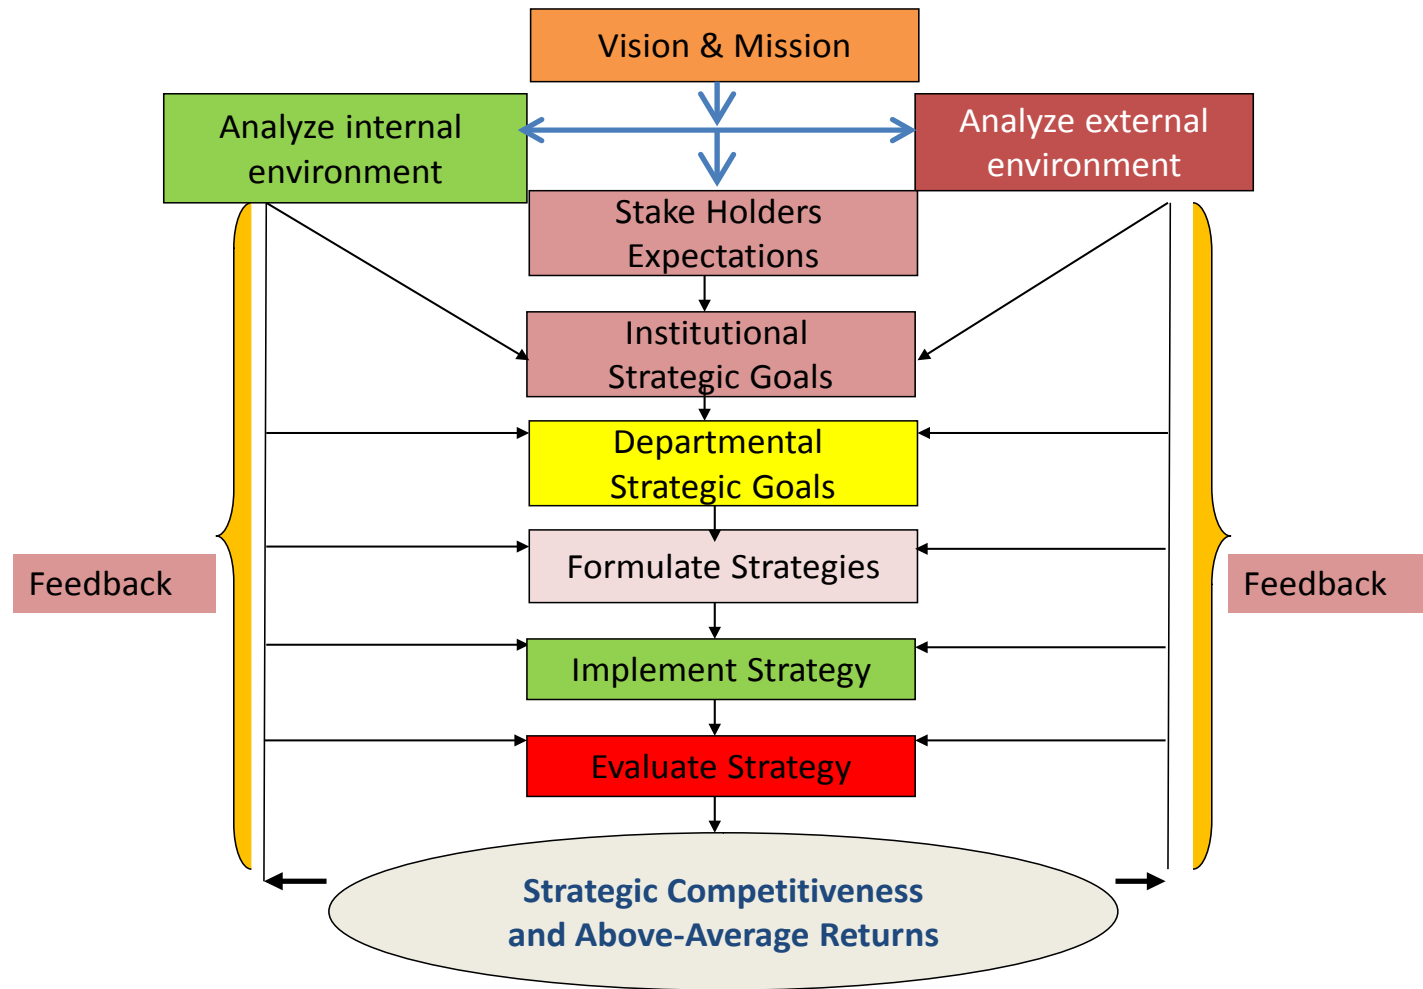 Vision & Mission
Analyze internal
environment
Analyze external
environment
Stake Holders
Expectations
Institutional
Strategic Goals
Departmental
Strategic Goals
Formulate Strategies
Feedback
Feedback
Implement Strategy
Evaluate Strategy
Strategic Competitiveness
and Above-Average Returns